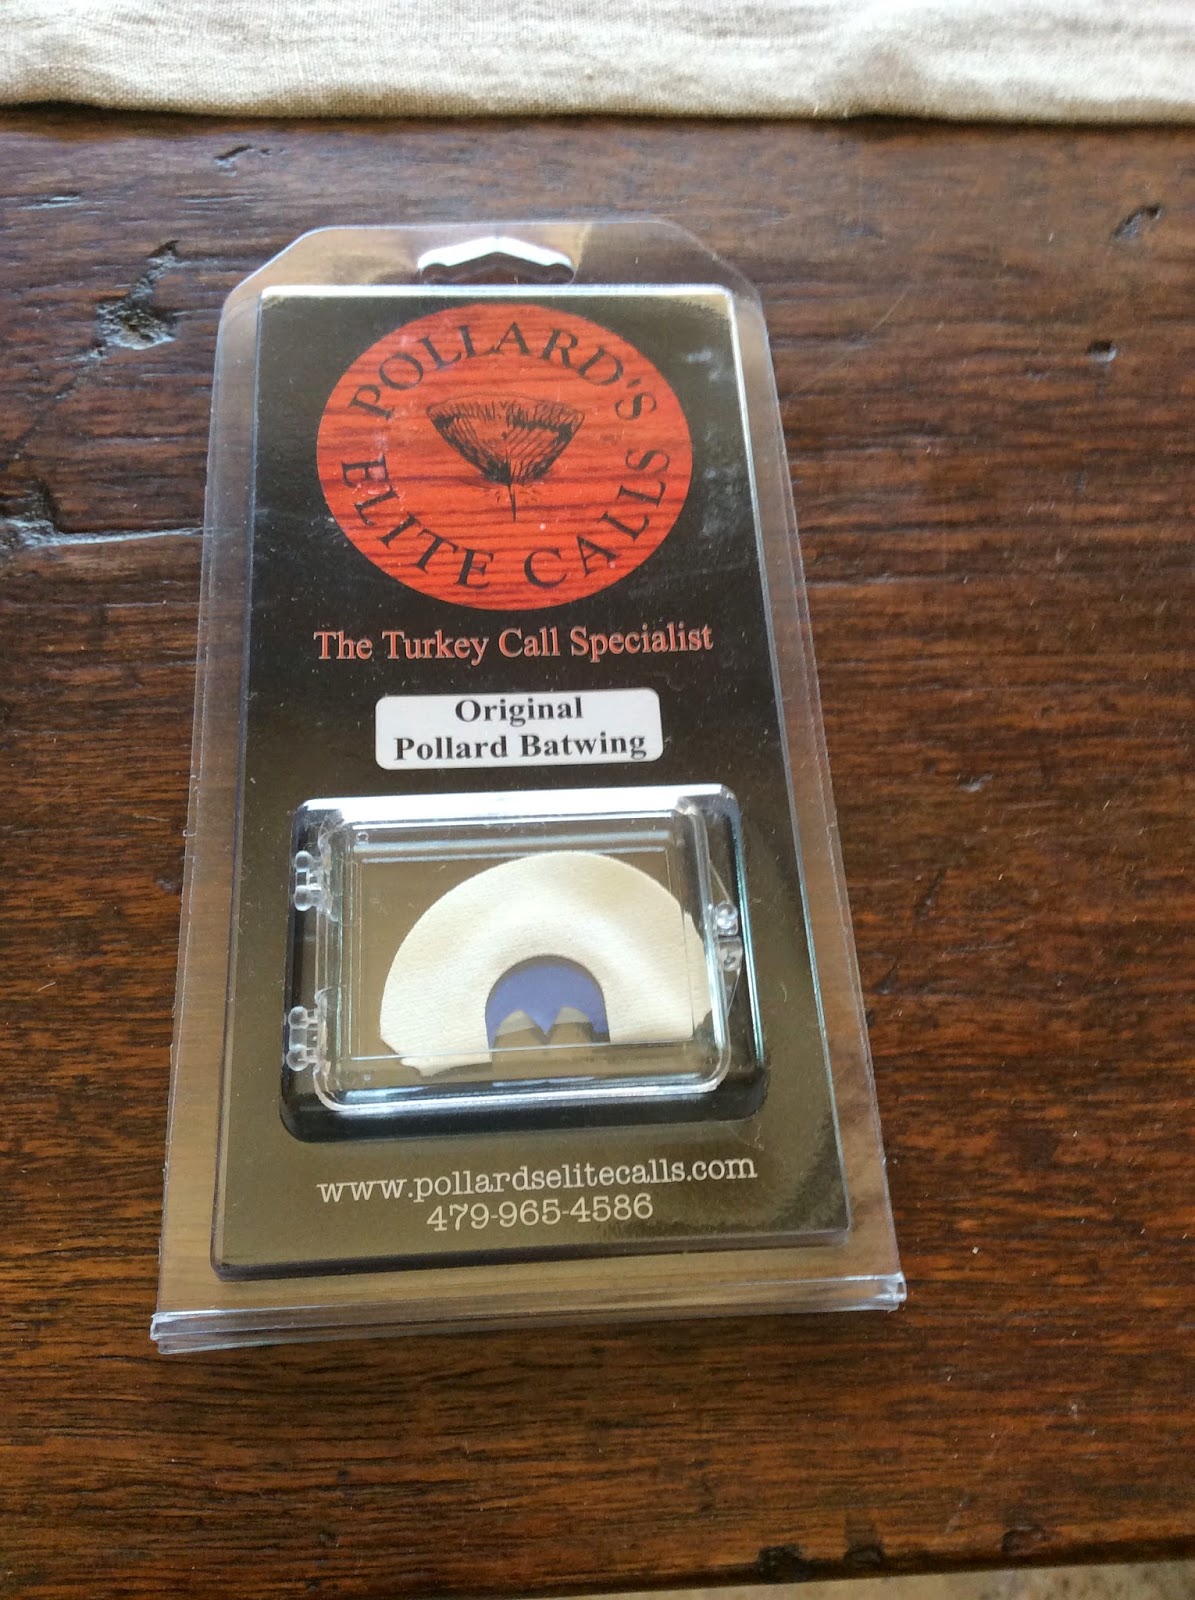 POLLARD'S
ELITE CALLS
The Turkey Call Specialist
Original
Pollard Batwing
www.pollardselitecalls.com
479-965-4586